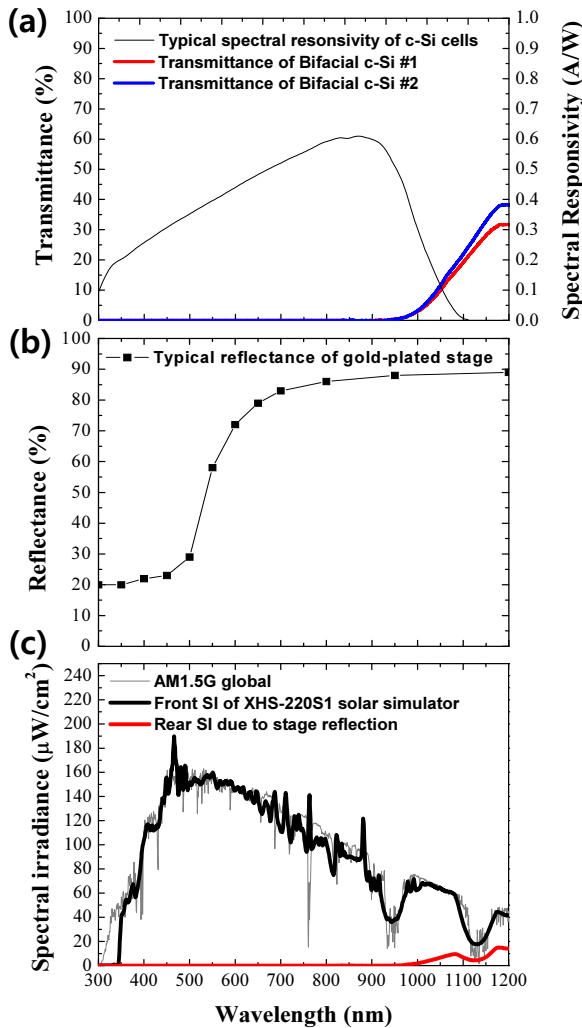 (a)
Typical spectral resonsivity of c-Si cells
Transmittance of Bifacial c-Si #1
Transmittance of Bifacial c-Si #2
Transmittance (%)
100
90
80
70
60
50
40
30
20
10
0
Spectral Responsivity (A/W)
1.0
0.9
0.8
0.7
0.6
0.5
0.4
0.3
0.2
0.1
0.0
(b)
Typical reflectance of gold-plated stage
Reflectance (%)
100
90
80
70
60
50
40
30
20
10
0
(c)
AM1.5G global
Front SI of XHS-220S1 solar simulator
Rear SI due to stage reflection
Spectral irradiance (μW/cm²)
240
220
200
180
160
140
120
100
80
60
40
20
0
300 400 500 600 700 800 900 1000 1100 1200
Wavelength (nm)